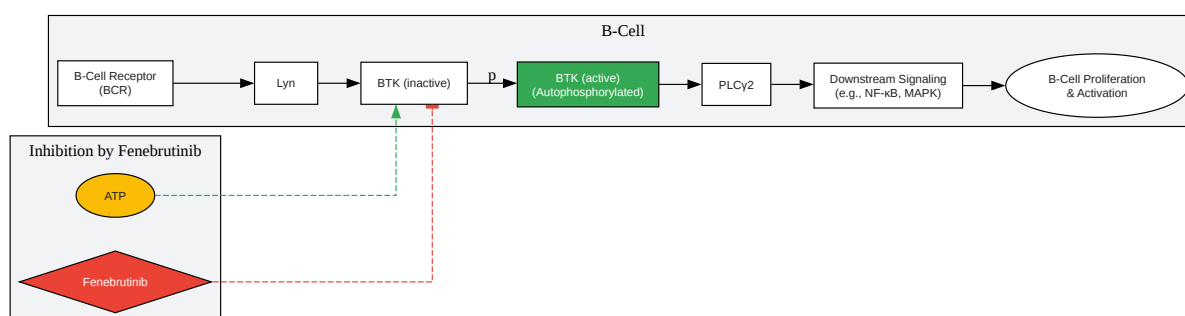 B-Cell
B-Cell Receptor
(BCR)
Lyn
BTK (inactive)
p
BTK (active)
(Autophosphorylated)
PLCγ2
Downstream Signaling
(e.g., NF-κB, MAPK)
B-Cell Proliferation
& Activation
Inhibition by Fenebrutinib
ATP
Fenebrutinib